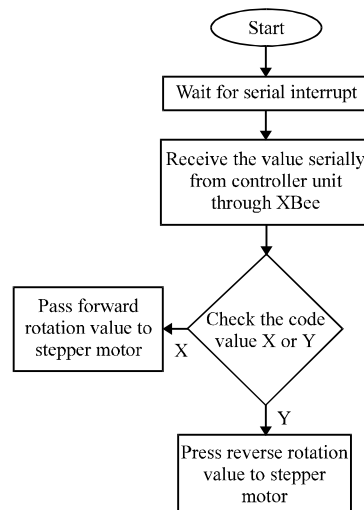 Start
Wait for serial interrupt
Receive the value serially
from controller unit
through XBee
Check the code
value X or Y
Pass forward
rotation value to
stepper motor
X
Y
Press reverse rotation
value to stepper
motor